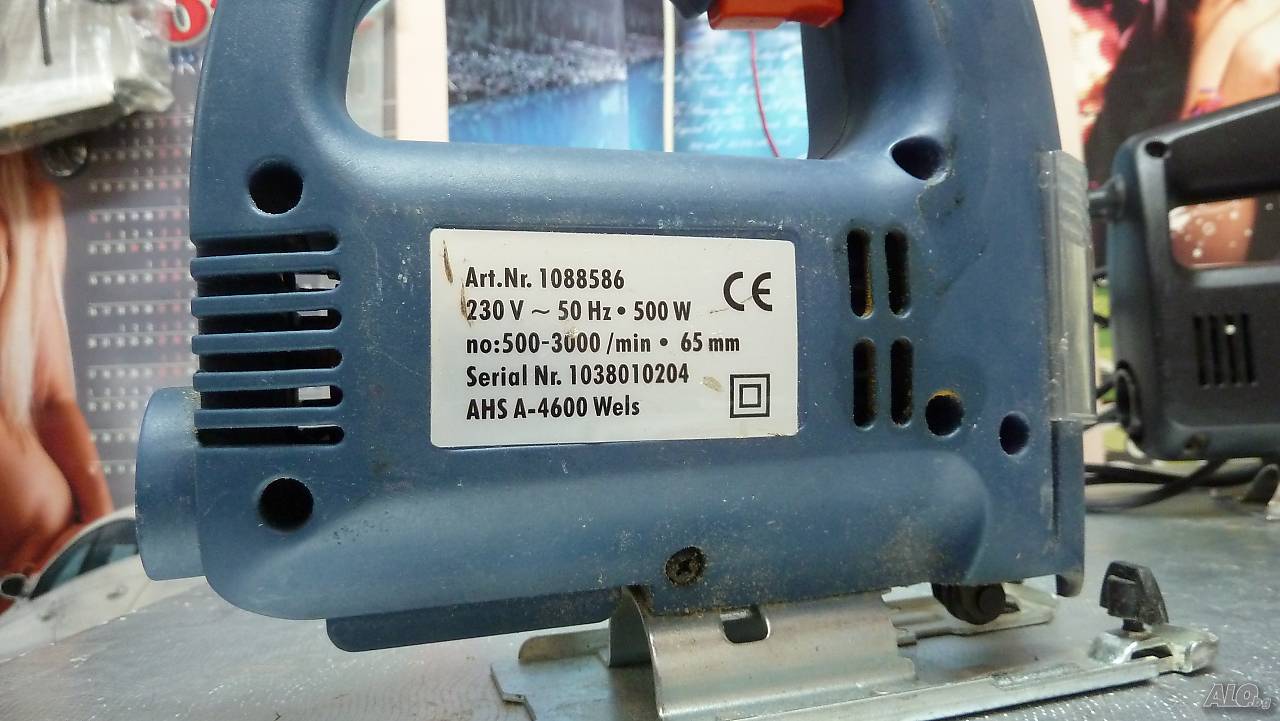 Art.Nr. 1088586
CE
230 V ~ 50 Hz • 500 W
no:500-3000 /min • 65 mm
Serial Nr. 1038010204
AHS A-4600 Wels
ALO.bg